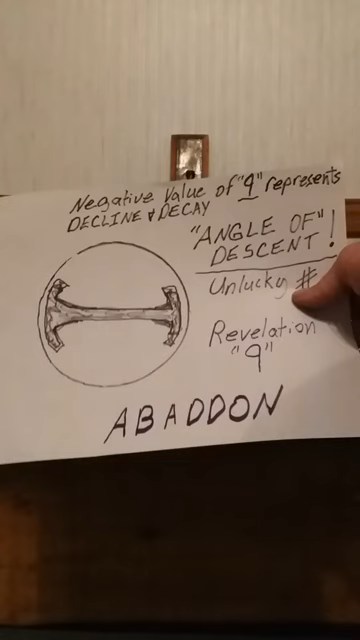 Negative Value of "9" represents
DECLINE & DECAY
"ANGLE OF"
DESCENT!
Unlucky #
Revelation
"9"
ABADDON